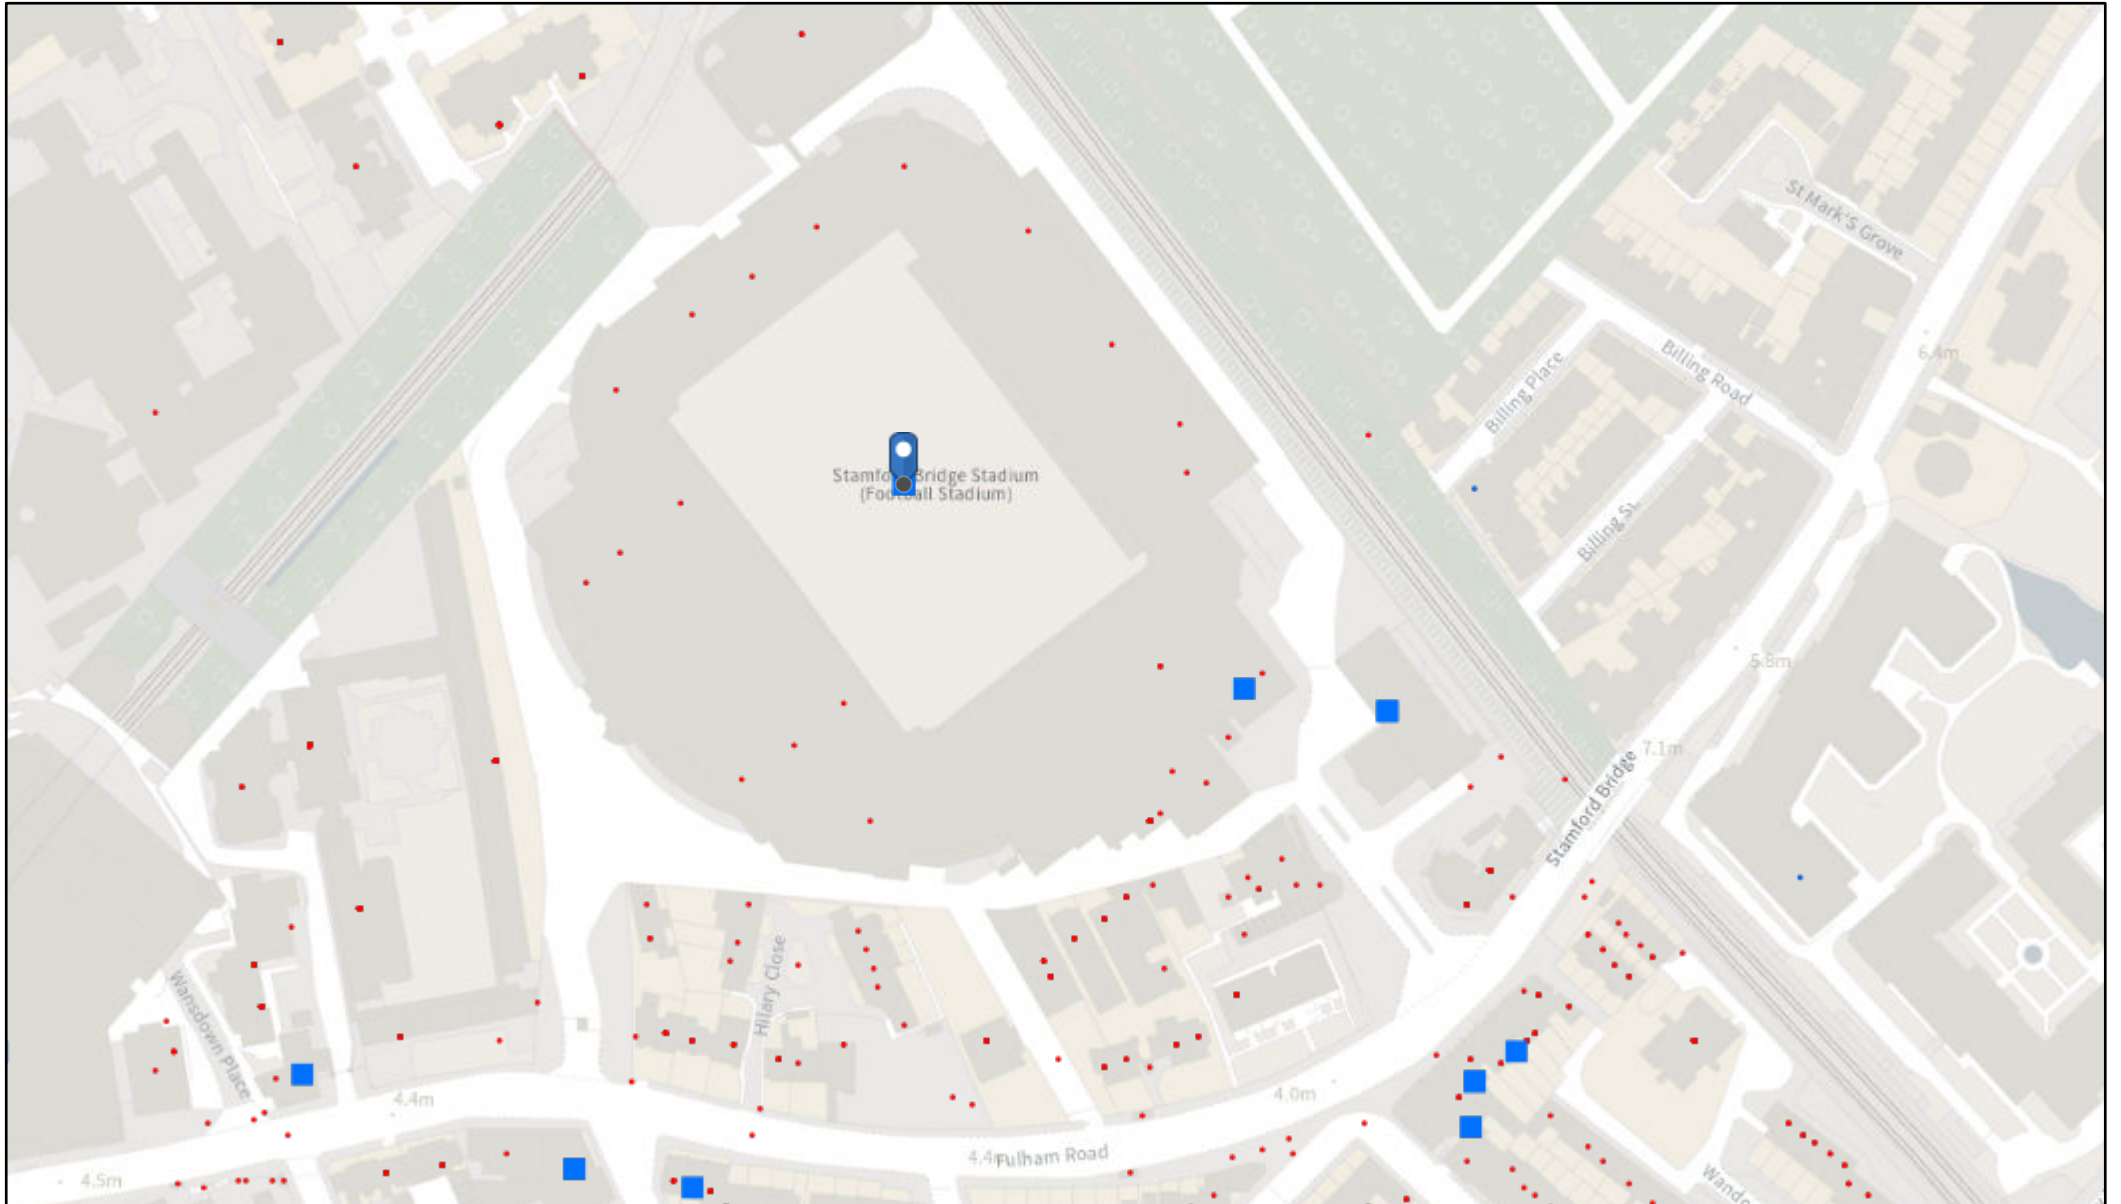 St Mark'S Grove
6.4m
Billing Road
Billing Place
Stamford Bridge Stadium
(Football Stadium)
Billing St
5.8m
7.1m
Stamford Bridge
Hilary Close
Wansdown Place
4.4m
4.0m
4.4m
Fulham Road
4.5m